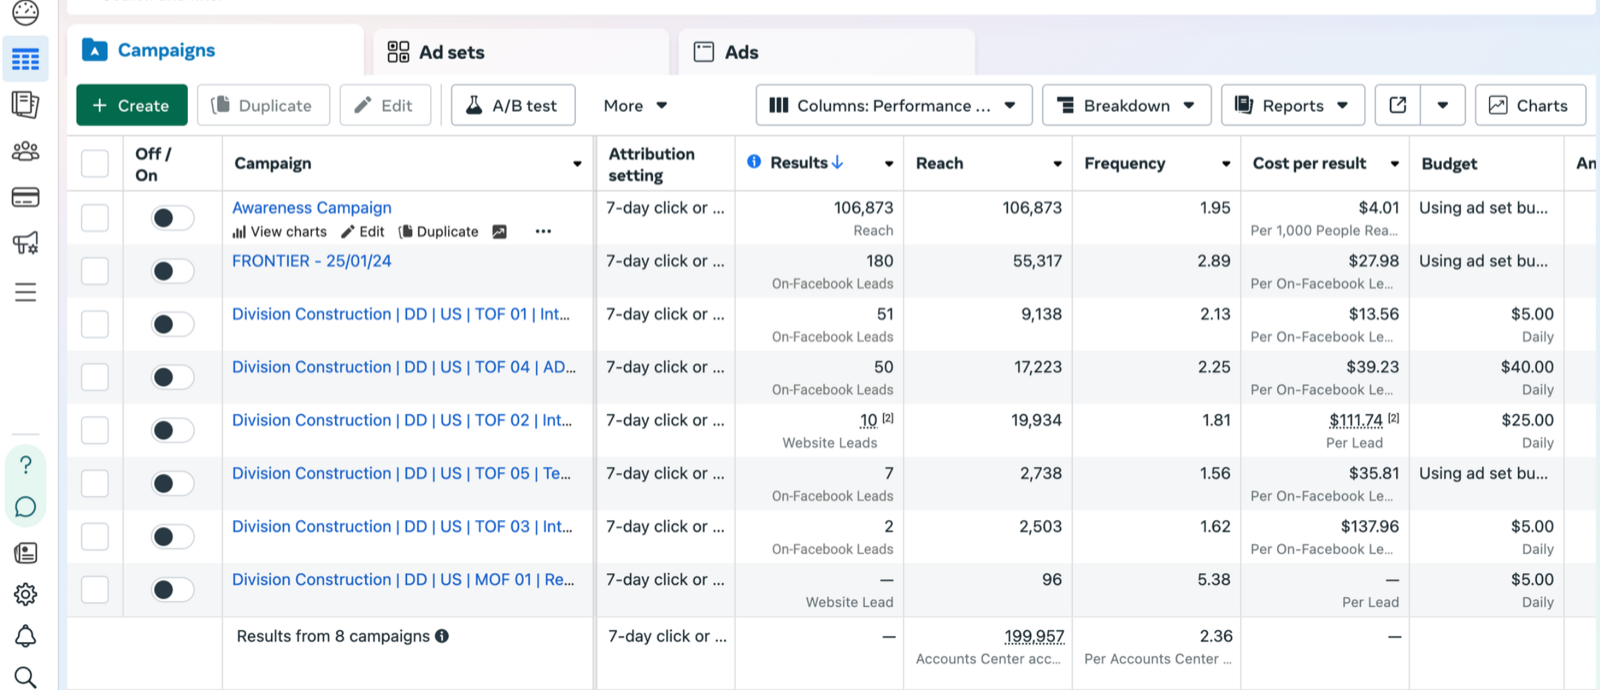 Campaigns
Ad sets
Ads
+ Create
Duplicate
Edit
A/B test
More
Columns: Performance ...
Breakdown
Reports
Charts
Off / On
Campaign
Attribution setting
Results↓
Reach
Frequency
Cost per result
Budget
An
Awareness Campaign
View charts Edit Duplicate ...
7-day click or ...
106,873
Reach
106,873
1.95
$4.01
Per 1,000 People Rea...
Using ad set bu...
FRONTIER - 25/01/24
7-day click or ...
180
On-Facebook Leads
55,317
2.89
$27.98
Per On-Facebook Le...
Using ad set bu...
Division Construction | DD | US | TOF 01 | Int...
7-day click or ...
51
On-Facebook Leads
9,138
2.13
$13.56
Per On-Facebook Le...
$5.00
Daily
Division Construction | DD | US | TOF 04 | AD...
7-day click or ...
50
On-Facebook Leads
17,223
2.25
$39.23
Per On-Facebook Le...
$40.00
Daily
Division Construction | DD | US | TOF 02 | Int...
7-day click or ...
10 [2]
Website Leads
19,934
1.81
$111.74 [2]
Per Lead
$25.00
Daily
Division Construction | DD | US | TOF 05 | Te...
7-day click or ...
7
On-Facebook Leads
2,738
1.56
$35.81
Per On-Facebook Le...
Using ad set bu...
Division Construction | DD | US | TOF 03 | Int...
7-day click or ...
2
On-Facebook Leads
2,503
1.62
$137.96
Per On-Facebook Le...
$5.00
Daily
Division Construction | DD | US | MOF 01 | Re...
7-day click or ...
—
Website Lead
96
5.38
—
Per Lead
$5.00
Daily
Results from 8 campaigns
7-day click or ...
—
199,957
Accounts Center acc...
2.36
Per Accounts Center ...
—